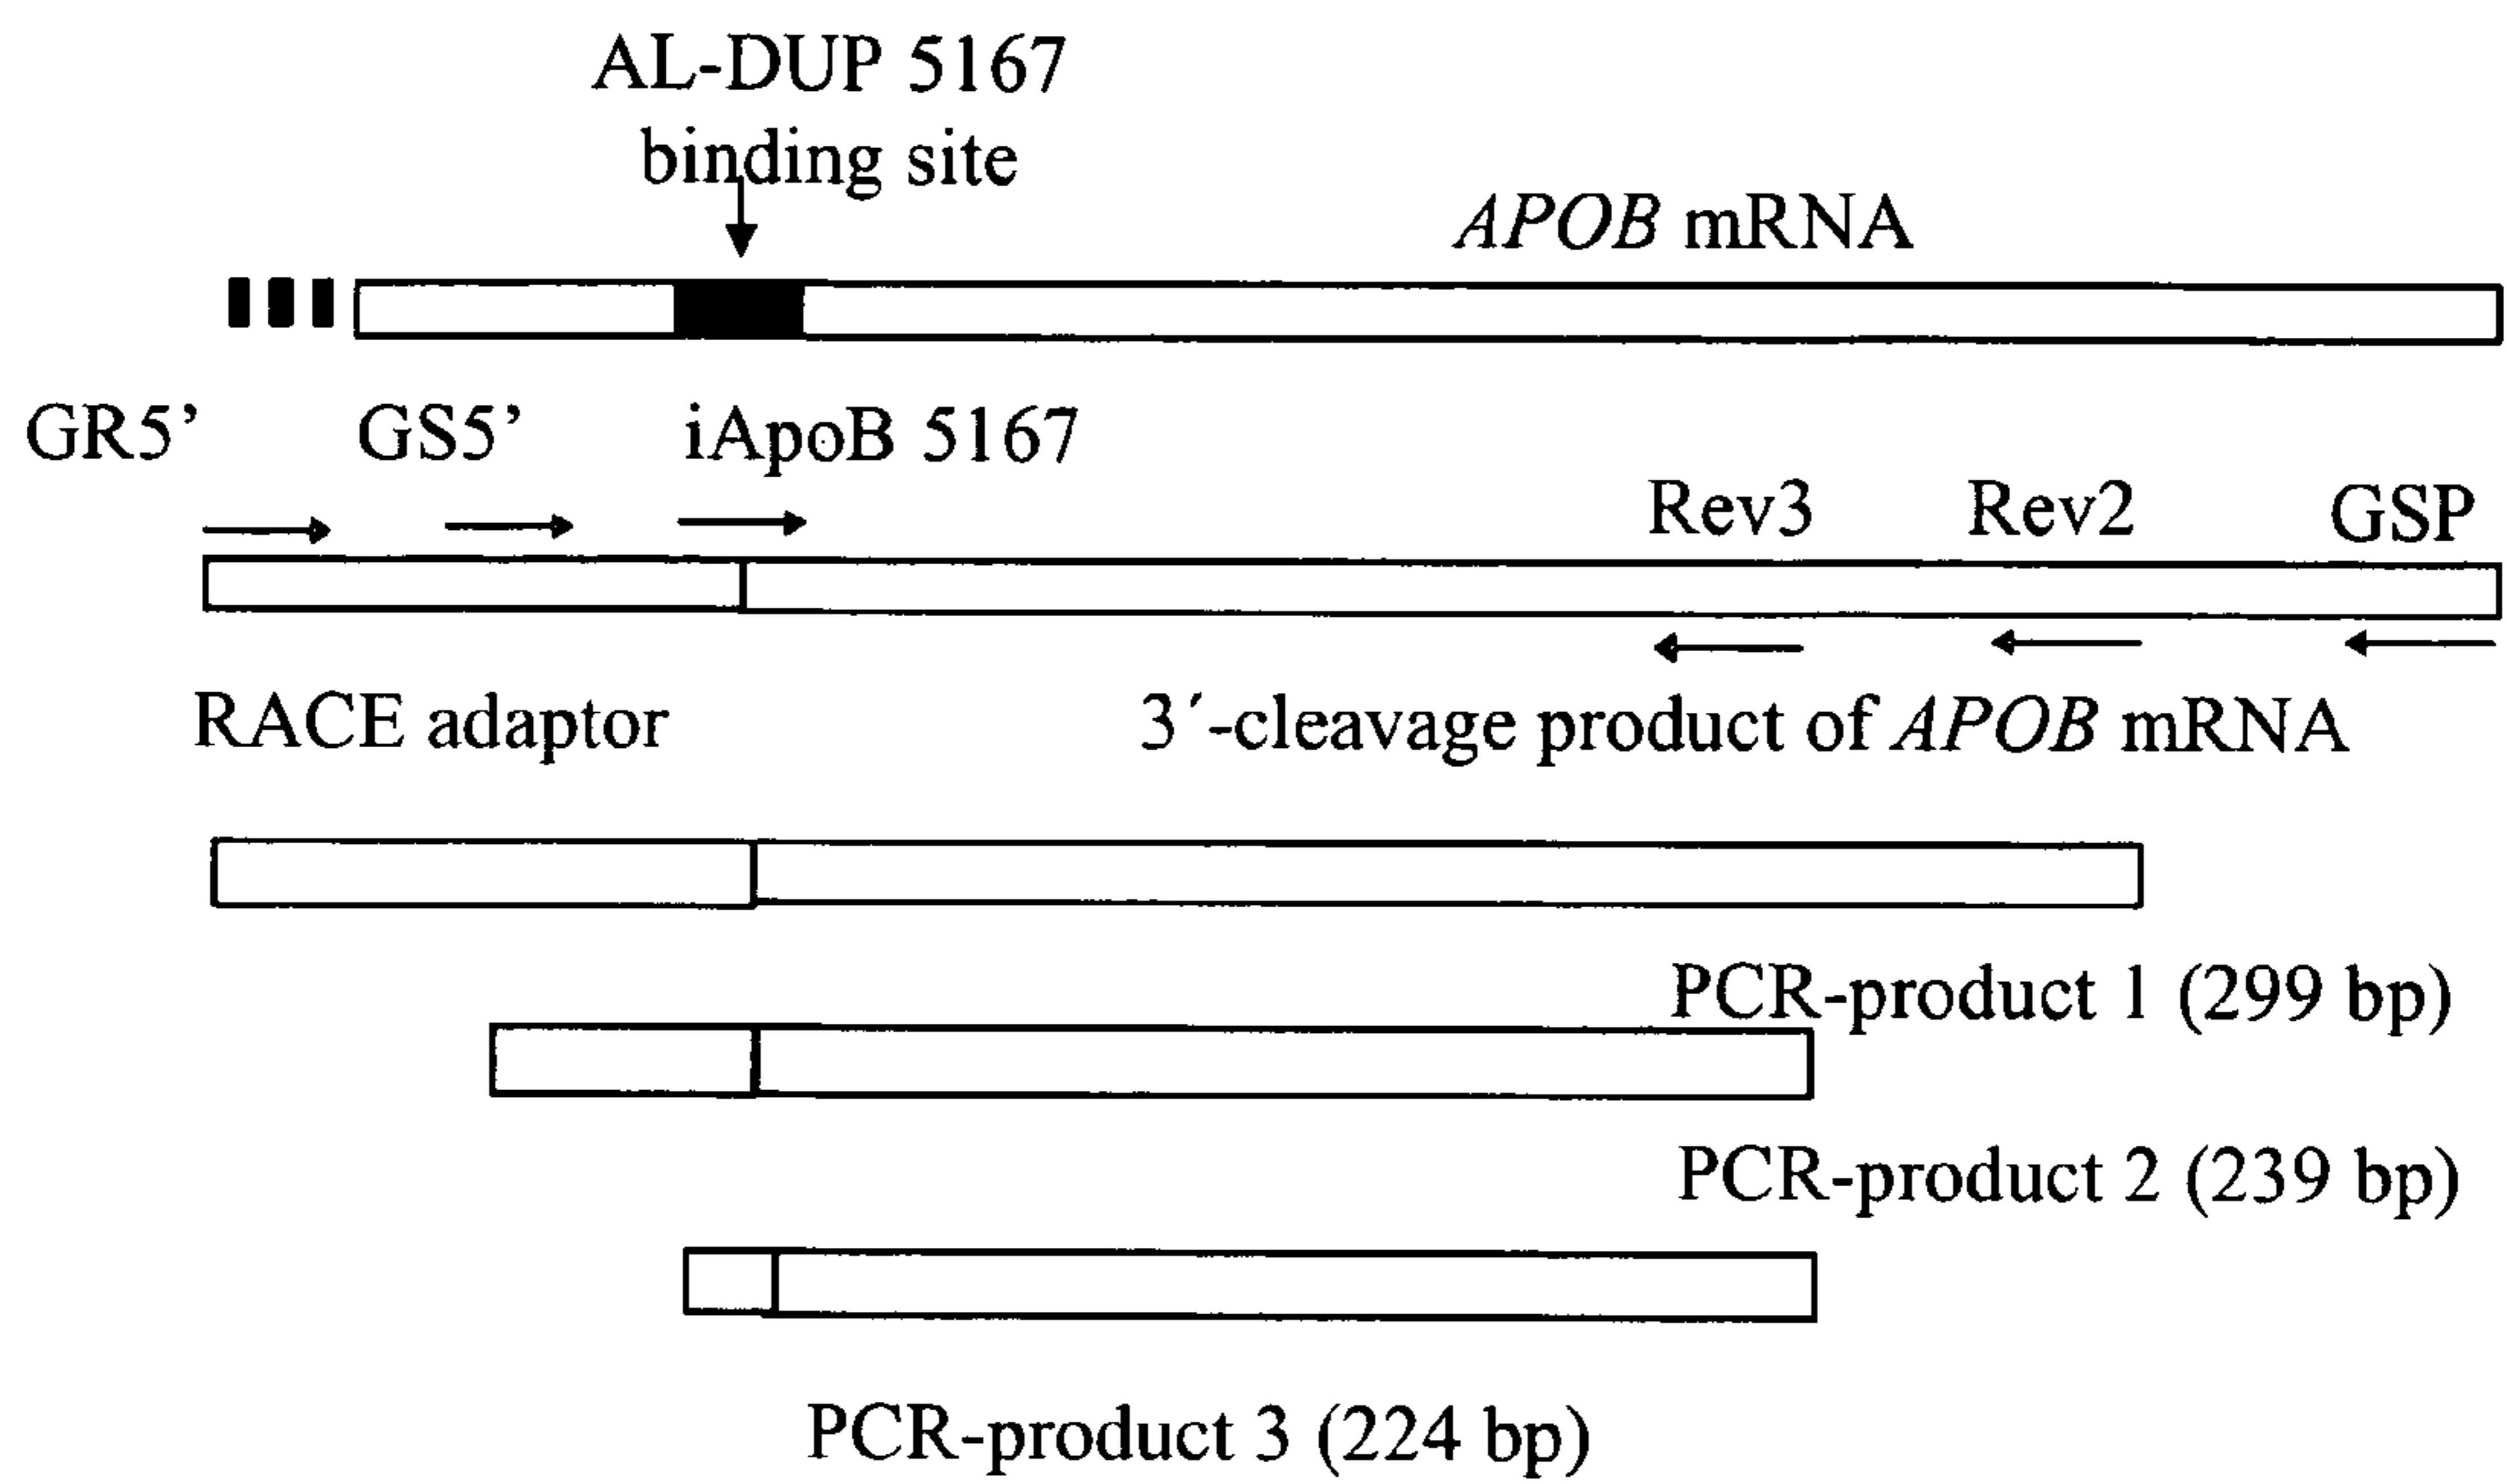 AL-DUP 5167
binding site
APOB mRNA
GR5’ GS5’ iApoB 5167
Rev3 Rev2 GSP
RACE adaptor 3´-cleavage product of APOB mRNA
PCR-product 1 (299 bp)
PCR-product 2 (239 bp)
PCR-product 3 (224 bp)